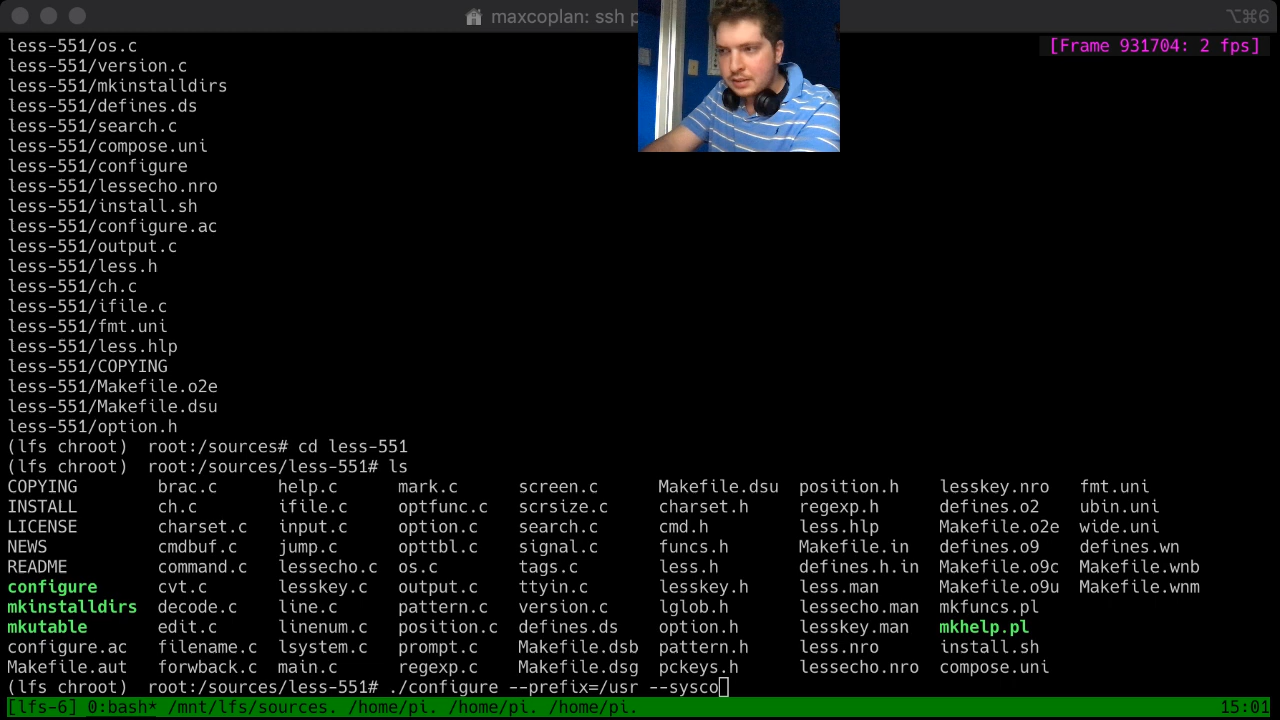 maxcoplan: ssh p
⌥⌘6
less-551/os.c
[Frame 931704: 2 fps]
less-551/version.c
less-551/mkinstalldirs
less-551/defines.ds
less-551/search.c
less-551/compose.uni
less-551/configure
less-551/lessecho.nro
less-551/install.sh
less-551/configure.ac
less-551/output.c
less-551/less.h
less-551/ch.c
less-551/ifile.c
less-551/fmt.uni
less-551/less.hlp
less-551/COPYING
less-551/Makefile.o2e
less-551/Makefile.dsu
less-551/option.h
(lfs chroot)  root:/sources# cd less-551
(lfs chroot)  root:/sources/less-551# ls
COPYING brac.c help.c mark.c screen.c Makefile.dsu position.h lesskey.nro fmt.uni
INSTALL ch.c ifile.c optfunc.c scrsize.c charset.h regexp.h defines.o2 ubin.uni
LICENSE charset.c input.c option.c search.c cmd.h less.hlp Makefile.o2e wide.uni
NEWS cmdbuf.c jump.c opttbl.c signal.c funcs.h Makefile.in defines.o9 defines.wn
README command.c lessecho.c os.c tags.c less.h defines.h.in Makefile.o9c Makefile.wnb
configure cvt.c lesskey.c output.c ttyin.c lesskey.h less.man Makefile.o9u Makefile.wnm
mkinstalldirs decode.c line.c pattern.c version.c lglob.h lessecho.man mkfuncs.pl
mkutable edit.c linenum.c position.c defines.ds option.h lesskey.man mkhelp.pl
configure.ac filename.c lsystem.c prompt.c Makefile.dsb pattern.h less.nro install.sh
Makefile.aut forwback.c main.c regexp.c Makefile.dsg pckeys.h lessecho.nro compose.uni
(lfs chroot)  root:/sources/less-551# ./configure --prefix=/usr --sysco
[lfs-6] 0:bash* /mnt/lfs/sources. /home/pi. /home/pi. /home/pi. 15:01